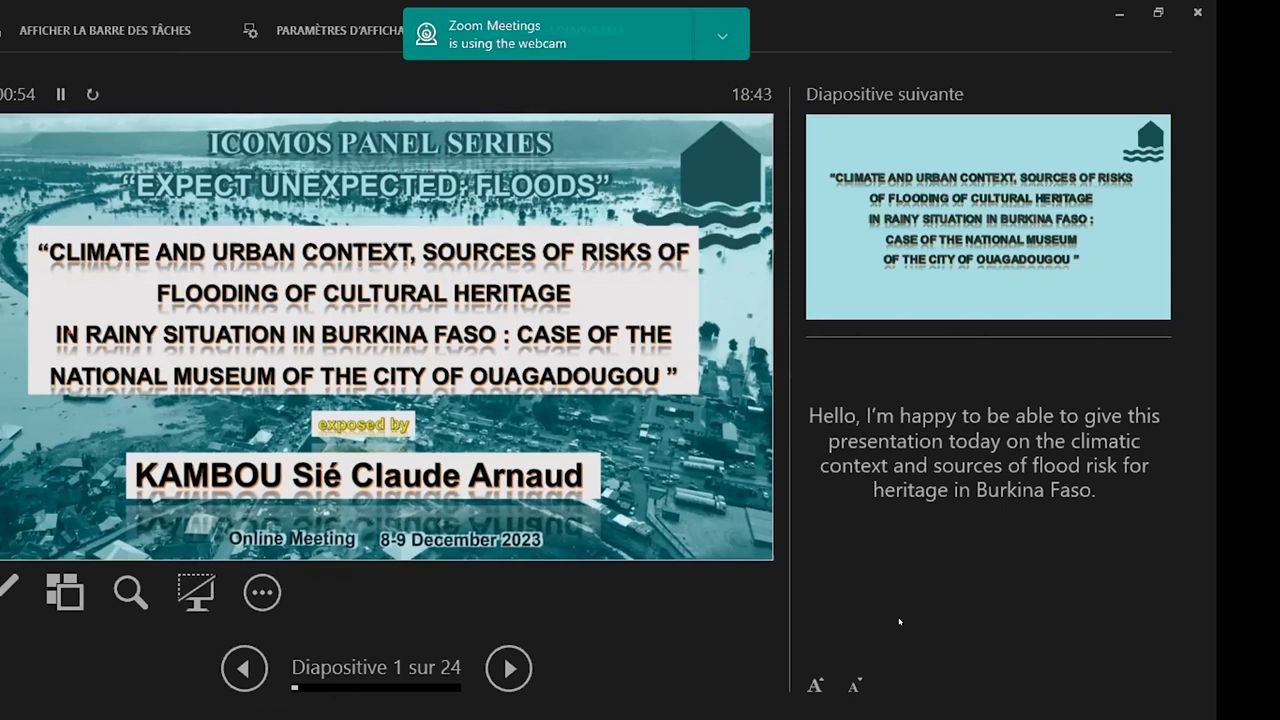 AFFICHER LA BARRE DES TÂCHES
PARAMÈTRES D'AFFICHA
Zoom Meetings
is using the webcam
00:54
18:43
Diapositive suivante
ICOMOS PANEL SERIES
“EXPECT UNEXPECTED: FLOODS”
“CLIMATE AND URBAN CONTEXT, SOURCES OF RISKS OF
FLOODING OF CULTURAL HERITAGE
IN RAINY SITUATION IN BURKINA FASO : CASE OF THE
NATIONAL MUSEUM OF THE CITY OF OUAGADOUGOU ”
exposed by
KAMBOU Sié Claude Arnaud
Online Meeting 8-9 December 2023
“CLIMATE AND URBAN CONTEXT, SOURCES OF RISKS
OF FLOODING OF CULTURAL HERITAGE
IN RAINY SITUATION IN BURKINA FASO :
CASE OF THE NATIONAL MUSEUM
OF THE CITY OF OUAGADOUGOU ”
Hello, I'm happy to be able to give this
presentation today on the climatic
context and sources of flood risk for
heritage in Burkina Faso.
Diapositive 1 sur 24
A A